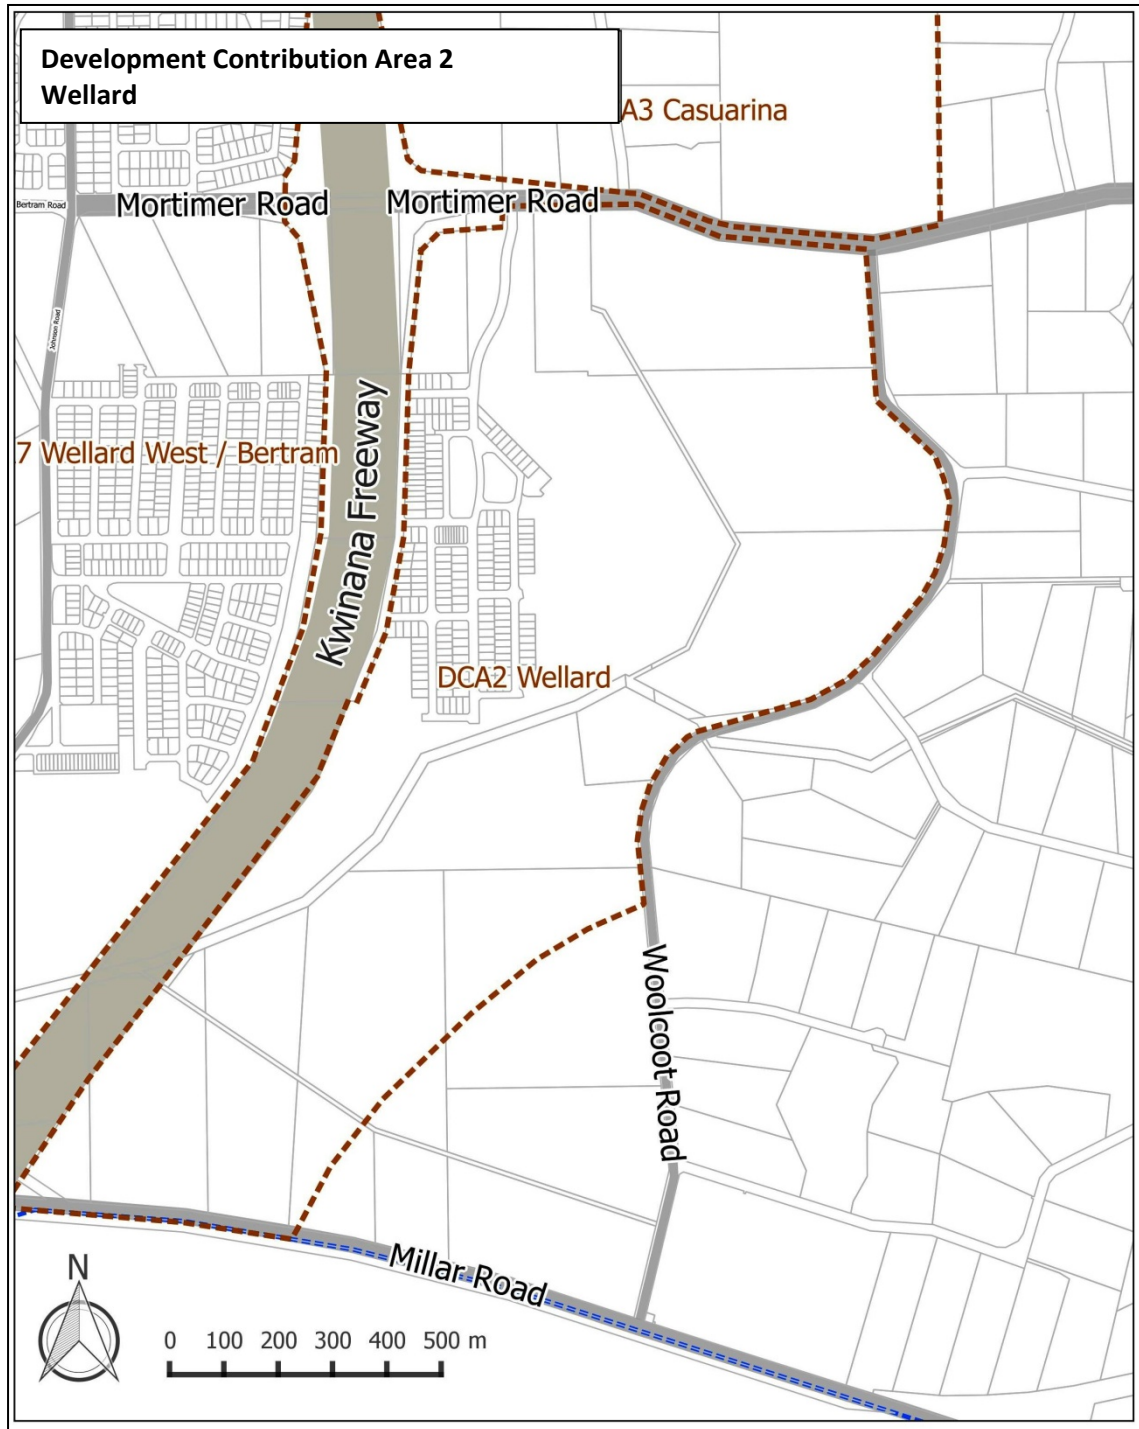 Development Contribution Area 2
Wellard
A3 Casuarina
Mortimer Road
Mortimer Road
Bertram Road
Johnson Road
7 Wellard West / Bertram
Kwinana Freeway
DCA2 Wellard
Woolcoot Road
Millar Road
N
0 100 200 300 400 500 m